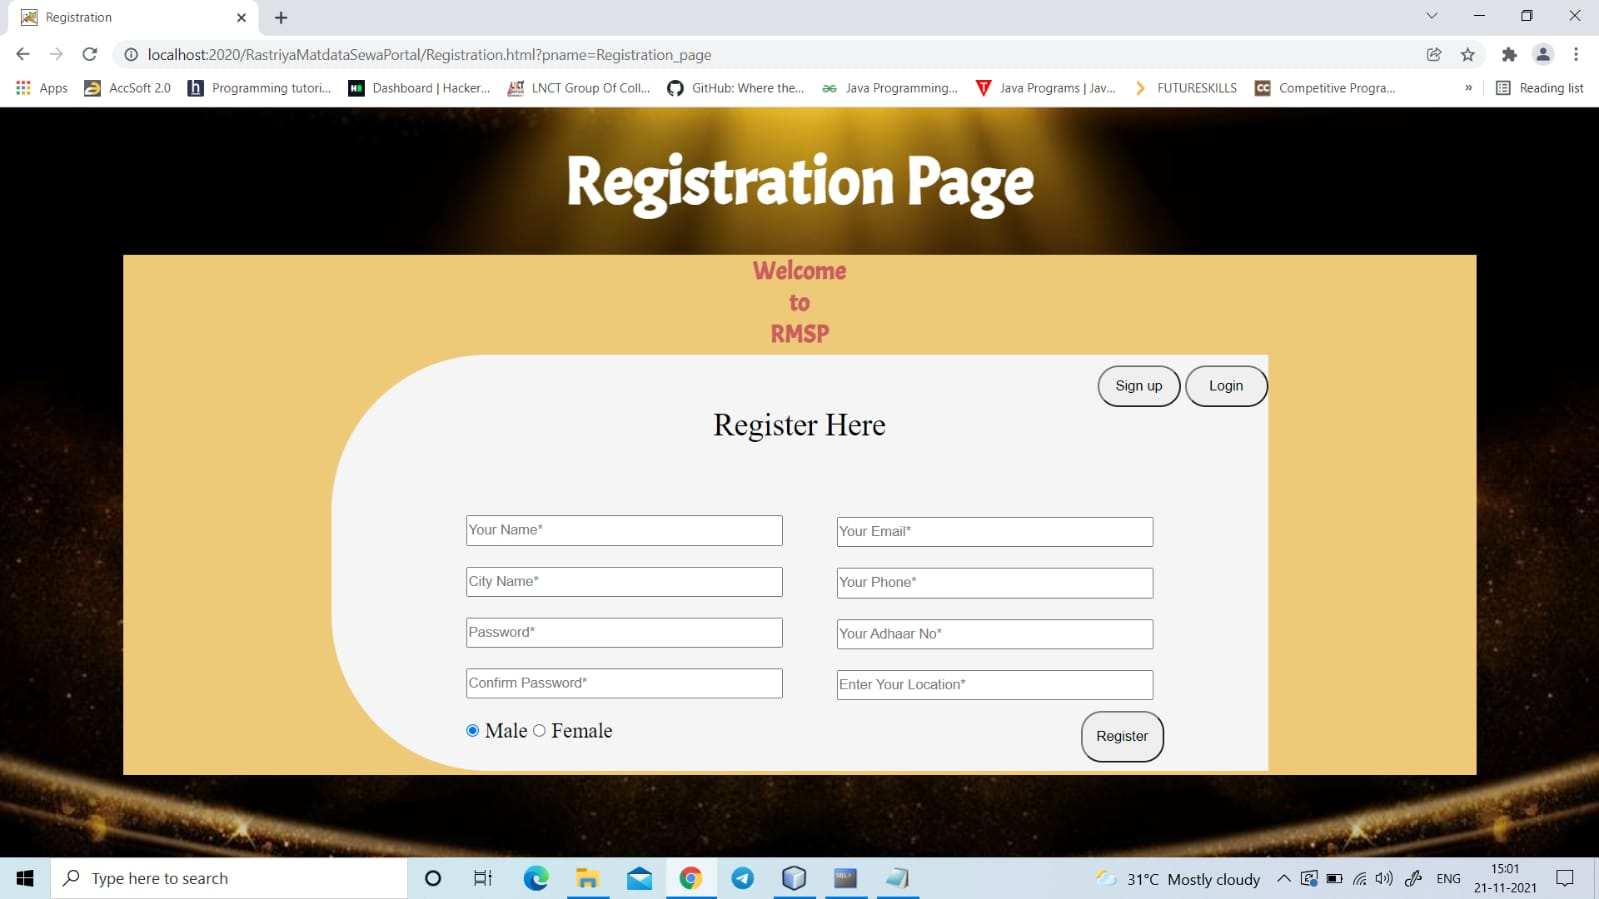 Registration
localhost:2020/RastriyaMatdataSewaPortal/Registration.html?pname=Registration_page
Apps AccSoft 2.0 Programming tutori... Dashboard | Hacker... LNCT Group Of Coll... GitHub: Where the... Java Programming... Java Programs | Jav... FUTURESKILLS Competitive Progra... » Reading list
Registration Page
Welcome
to
RMSP
Sign up Login
Register Here
Your Name* Your Email*
City Name* Your Phone*
Password* Your Adhaar No*
Confirm Password* Enter Your Location*
Male Female Register
Type here to search 31°C Mostly cloudy ENG 15:01
21-11-2021